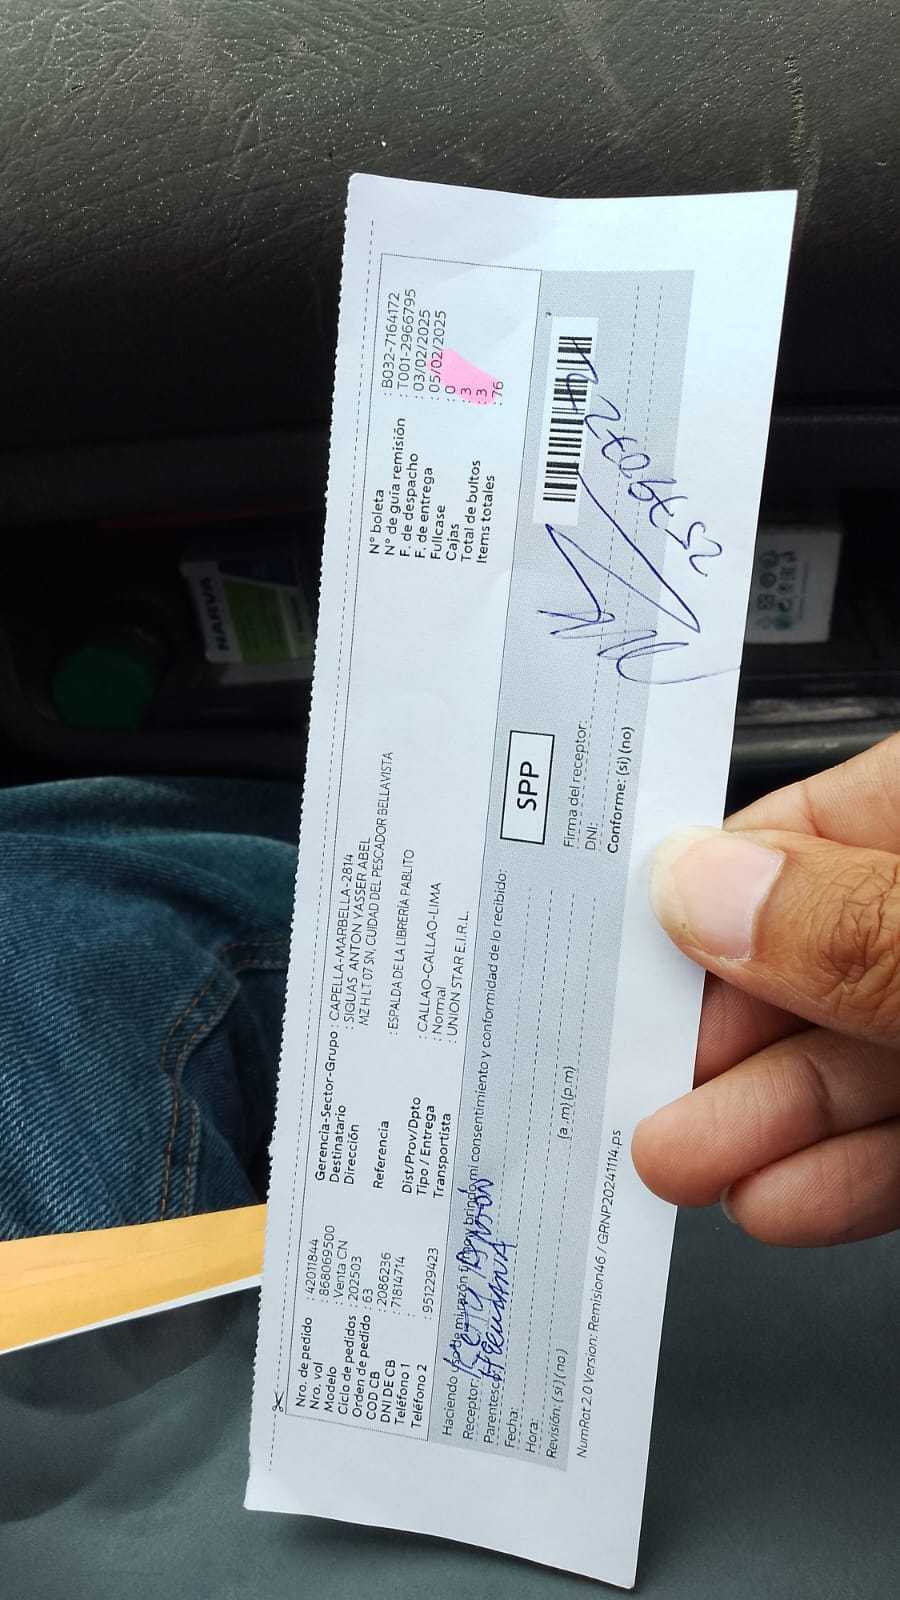 Nro. de pedido : 42011844
Nro. vol : 868069500
Modelo : Venta CN
Ciclo de pedidos : 202503
Orden de pedido : 63
COD CB : 2086236
DNI DE CB : 71814714
Teléfono 1 :
Teléfono 2 : 951229423
Gerencia-Sector-Grupo : CAPELLA-MARBELLA-2814
Destinatario : SIGUAS ANTON YASSER ABEL
Dirección MZ H LT 07 SN, CUIDAD DEL PESCADOR BELLAVISTA
Referencia : ESPALDA DE LA LIBRERÍA PABLITO
Dist/Prov/Dpto : CALLAO-CALLAO-LIMA
Tipo / Entrega : Normal
Transportista : UNION STAR E.I.R.L.
N° boleta : B032-7164172
N° de guía remisión : T001-2966795
F. de despacho : 03/02/2025
F. de entrega : 05/02/2025
Fullcase : 0
Cajas : 3
Total de bultos : 3
Items totales : 76
Haciendo uso de mi razón y brindo mi consentimiento y conformidad de lo recibido:
Receptor:
Parentesco: Hermana
Fecha:
Hora: (a.m) (p.m)
Revisión: (si) (no)
SPP
Firma del receptor:
DNI:
Conforme: (si) (no)
NumRot 2.0 Version: Remision46 / GRNP20241114.ps
NARVA